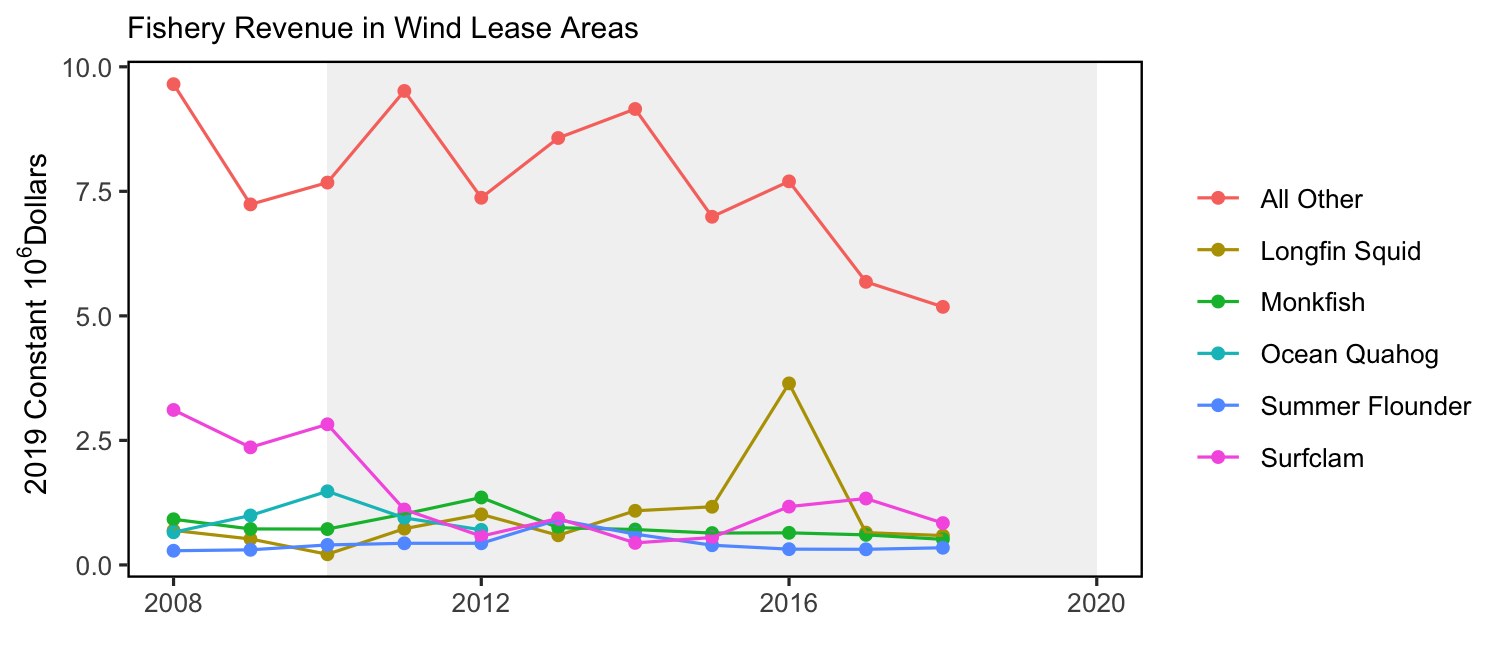 Fishery Revenue in Wind Lease Areas
2019 Constant 10⁶Dollars
10.0
7.5
5.0
2.5
0.0
2008
2012
2016
2020
All Other
Longfin Squid
Monkfish
Ocean Quahog
Summer Flounder
Surfclam